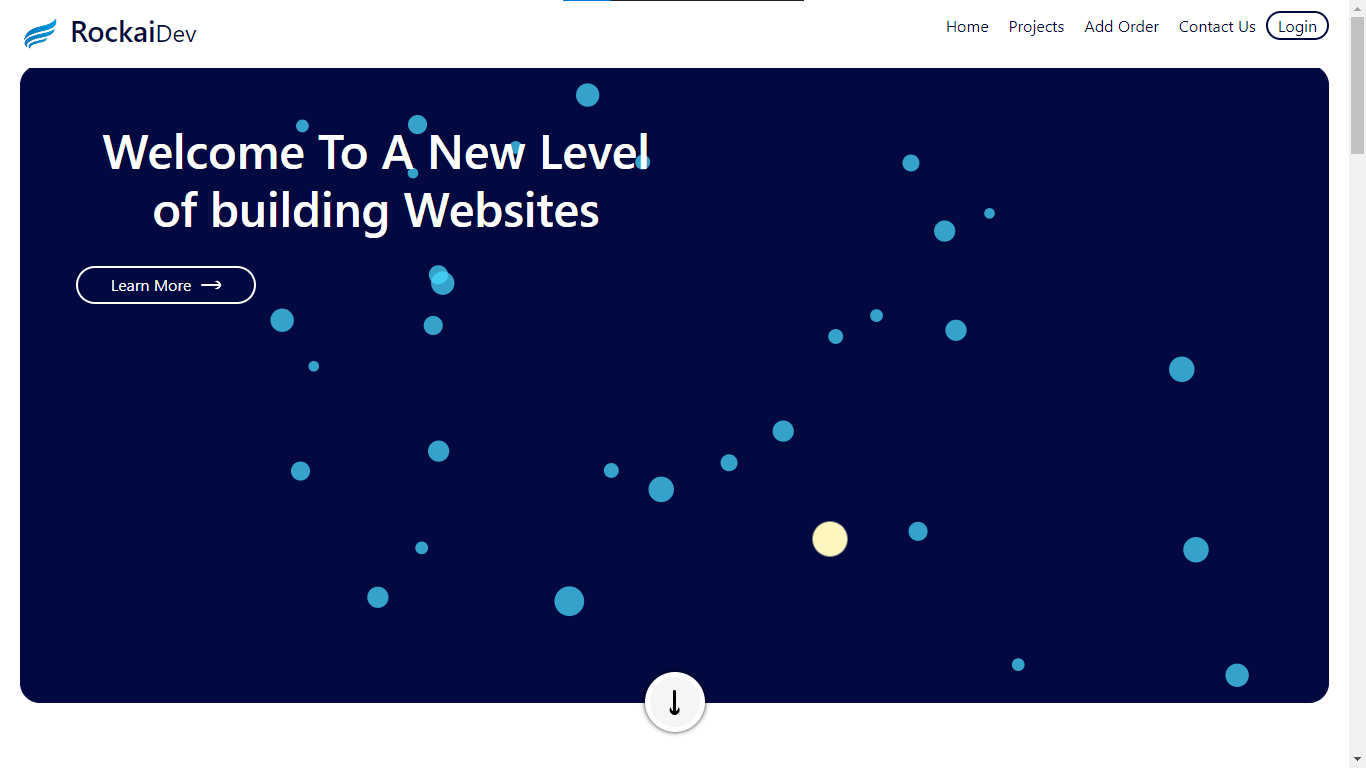 RockaiDev
Home
Projects
Add Order
Contact Us
Login
Welcome To A New Level
of building Websites
Learn More